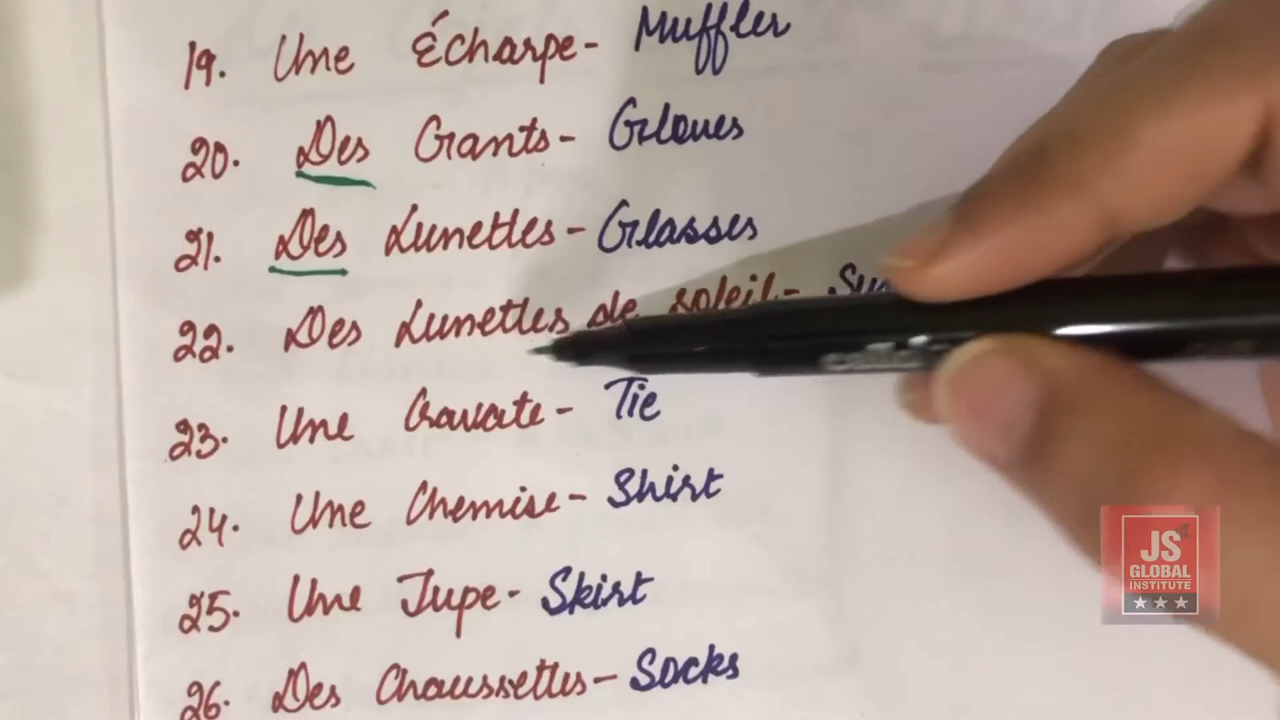 19. Une Écharpe- Muffler
20. Des Gants- Gloves
21. Des Lunettes- Glasses
22. Des Lunettes de soleil-
23. Une Cravate- Tie
24. Une Chemise- Shirt
25. Une Jupe- Skirt
26. Des Chaussettes- Socks
JS
GLOBAL
INSTITUTE